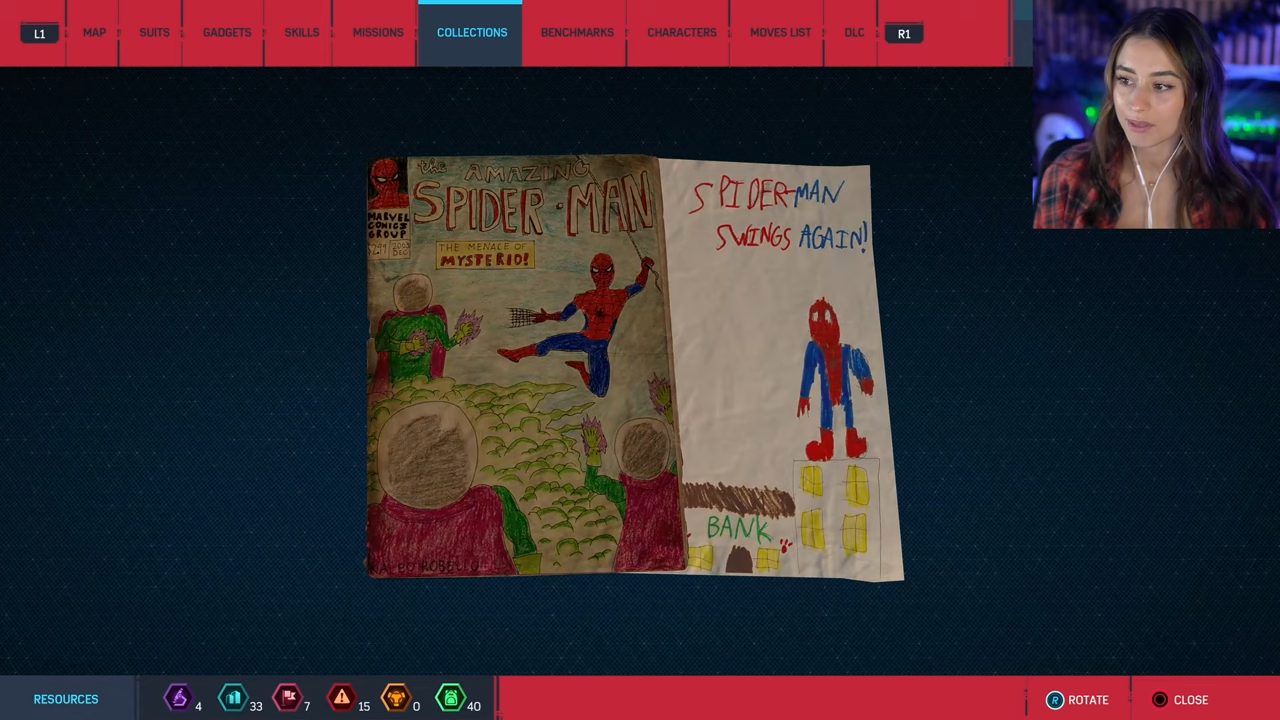 L1
MAP
SUITS
GADGETS
SKILLS
MISSIONS
COLLECTIONS
BENCHMARKS
CHARACTERS
MOVES LIST
DLC
R1
the AMAZING
SPIDER-MAN
MARVEL
COMICS
GROUP
THE MENACE OF
MYSTERIO!
SPIDER-MAN
SWINGS AGAIN!
BANK
RESOURCES
4
33
7
15
0
40
R ROTATE
CLOSE